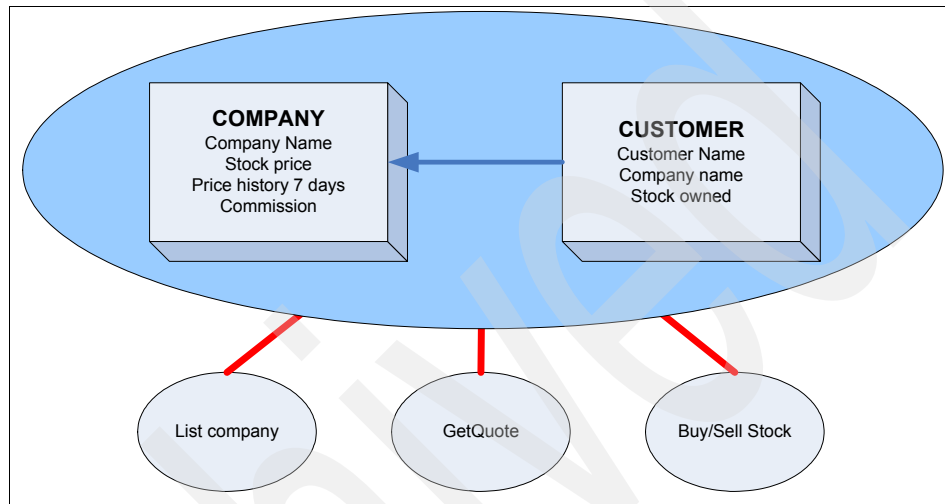 COMPANY
Company Name
Stock price
Price history 7 days
Commission
CUSTOMER
Customer Name
Company name
Stock owned
List company
GetQuote
Buy/Sell Stock